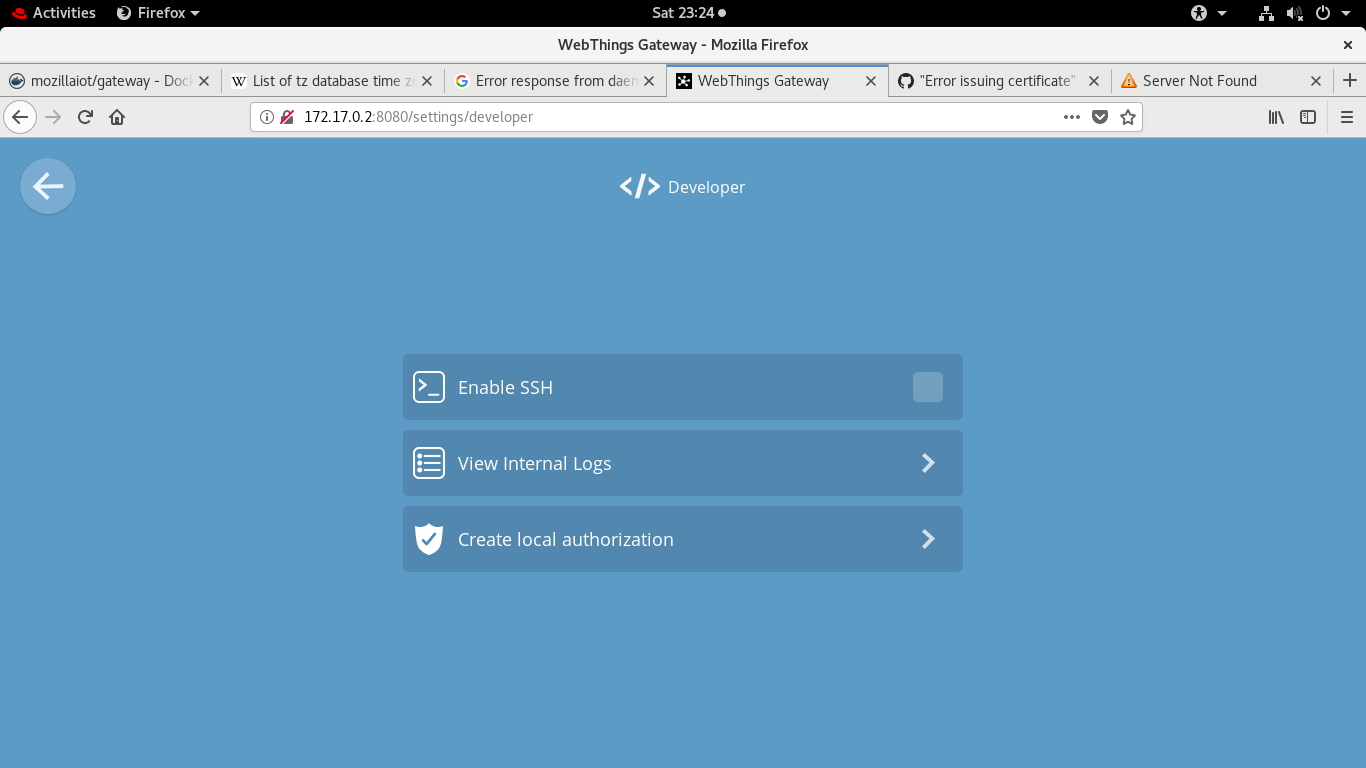 Activities Firefox Sat 23:24
WebThings Gateway - Mozilla Firefox
mozillaiot/gateway - Doc List of tz database time Error response from WebThings Gateway "Error issuing certificate" Server Not Found
172.17.0.2:8080/settings/developer
</> Developer
Enable SSH
View Internal Logs
Create local authorization